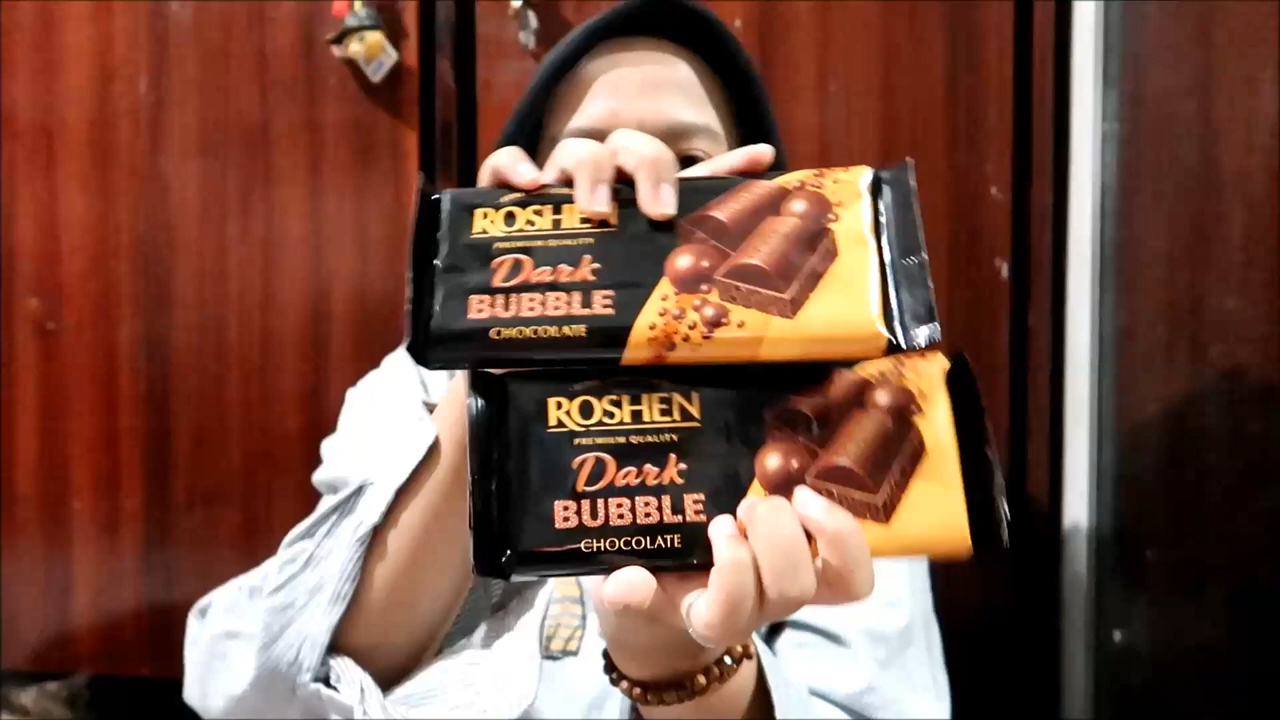 ROSHEN
PREMIUM QUALITY
Dark
BUBBLE
CHOCOLATE
ROSHEN
PREMIUM QUALITY
Dark
BUBBLE
CHOCOLATE